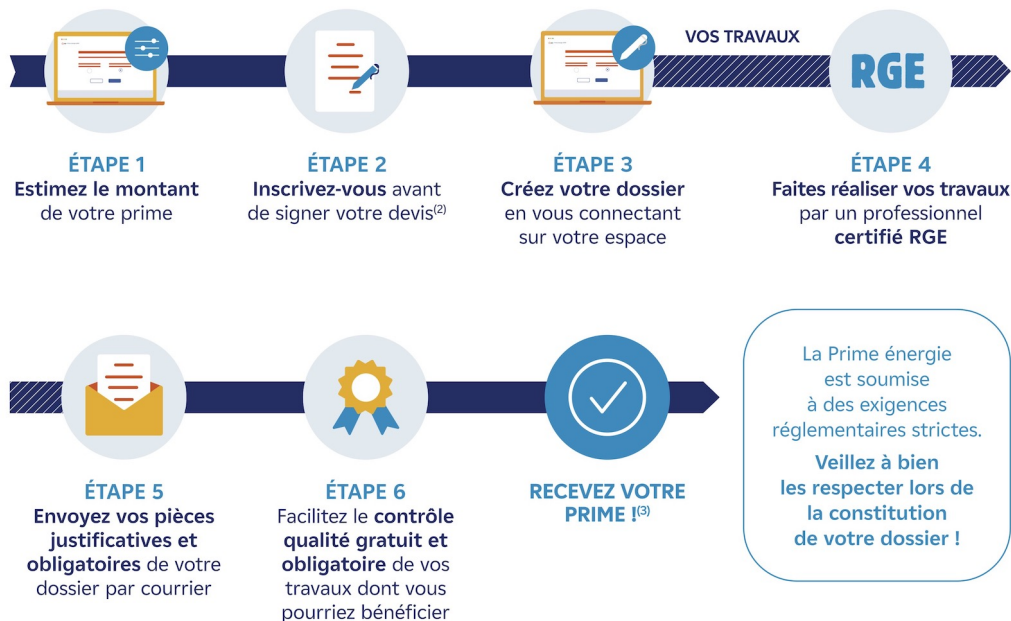 VOS TRAVAUX
RGE
ÉTAPE 1
Estimez le montant
de votre prime
ÉTAPE 2
Inscrivez-vous avant
de signer votre devis(2)
ÉTAPE 3
Créez votre dossier
en vous connectant
sur votre espace
ÉTAPE 4
Faites réaliser vos travaux
par un professionnel
certifié RGE
ÉTAPE 5
Envoyez vos pièces
justificatives et
obligatoires de votre
dossier par courrier
ÉTAPE 6
Facilitez le contrôle
qualité gratuit et
obligatoire de vos
travaux dont vous
pourriez bénéficier
RECEVEZ VOTRE
PRIME !(3)
La Prime énergie
est soumise
à des exigences
réglementaires strictes.
Veillez à bien
les respecter lors de
la constitution
de votre dossier !